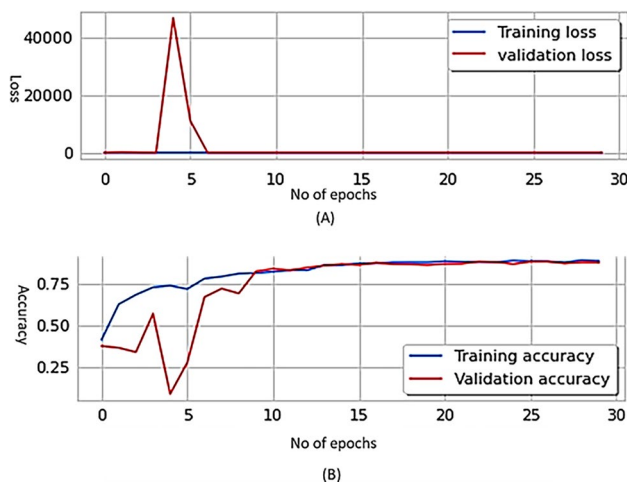 40000
20000
0
Loss
Training loss
validation loss
0 5 10 15 20 25 30
No of epochs
(A)
0.75
0.50
0.25
Accuracy
Training accuracy
Validation accuracy
0 5 10 15 20 25 30
No of epochs
(B)